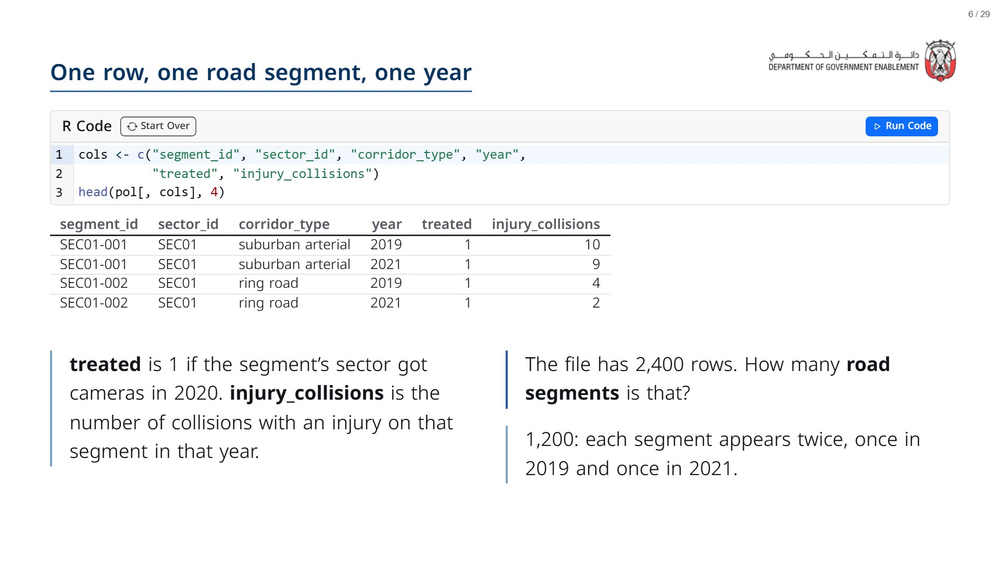 6 / 29
دائرة التمكين الحكومي
DEPARTMENT OF GOVERNMENT ENABLEMENT
One row, one road segment, one year
R Code Start Over Run Code
1 cols <- c("segment_id", "sector_id", "corridor_type", "year",
2 "treated", "injury_collisions")
3 head(pol[, cols], 4)
segment_id sector_id corridor_type year treated injury_collisions
SEC01-001 SEC01 suburban arterial 2019 1 10
SEC01-001 SEC01 suburban arterial 2021 1 9
SEC01-002 SEC01 ring road 2019 1 4
SEC01-002 SEC01 ring road 2021 1 2
treated is 1 if the segment’s sector got
cameras in 2020. injury_collisions is the
number of collisions with an injury on that
segment in that year.
The file has 2,400 rows. How many road
segments is that?
1,200: each segment appears twice, once in
2019 and once in 2021.